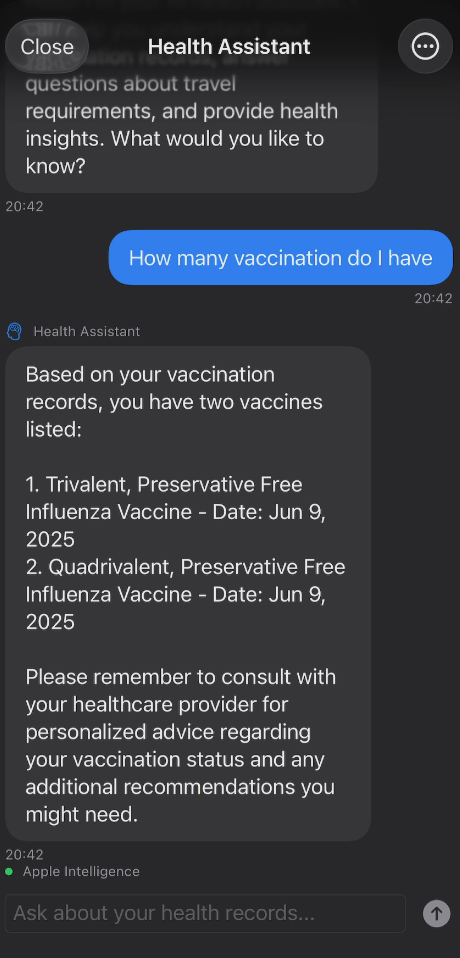 Close
Health Assistant
questions about travel
requirements, and provide health
insights. What would you like to
know?
20:42
How many vaccination do I have
20:42
Health Assistant
Based on your vaccination
records, you have two vaccines
listed:
1. Trivalent, Preservative Free
Influenza Vaccine - Date: Jun 9,
2025
2. Quadrivalent, Preservative Free
Influenza Vaccine - Date: Jun 9,
2025
Please remember to consult with
your healthcare provider for
personalized advice regarding
your vaccination status and any
additional recommendations you
might need.
20:42
Apple Intelligence
Ask about your health records...